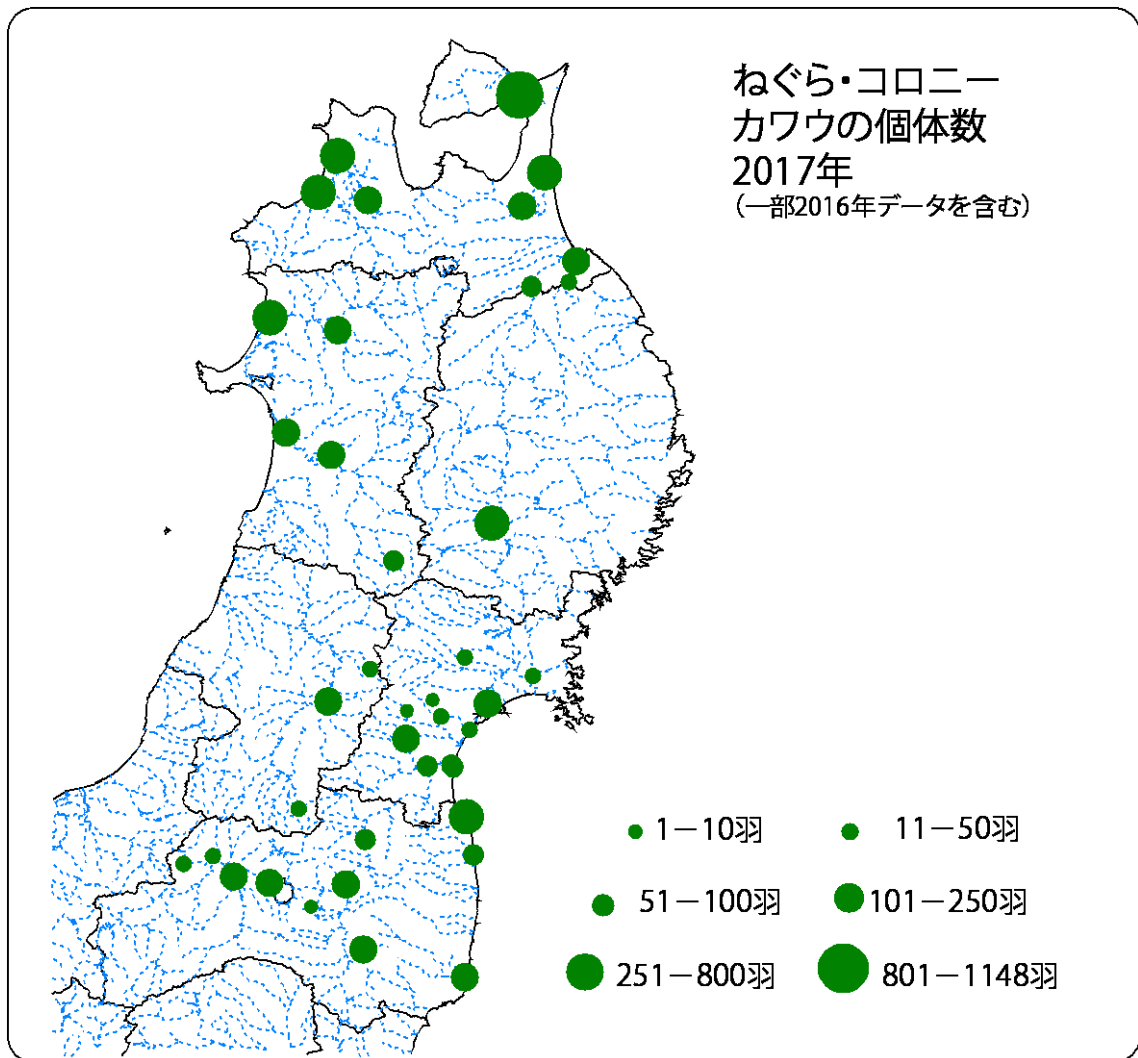 ねぐら・コロニー
カワウの個体数
2017年
（一部2016年データを含む）
1－10羽
11－50羽
51－100羽
101－250羽
251－800羽
801－1148羽